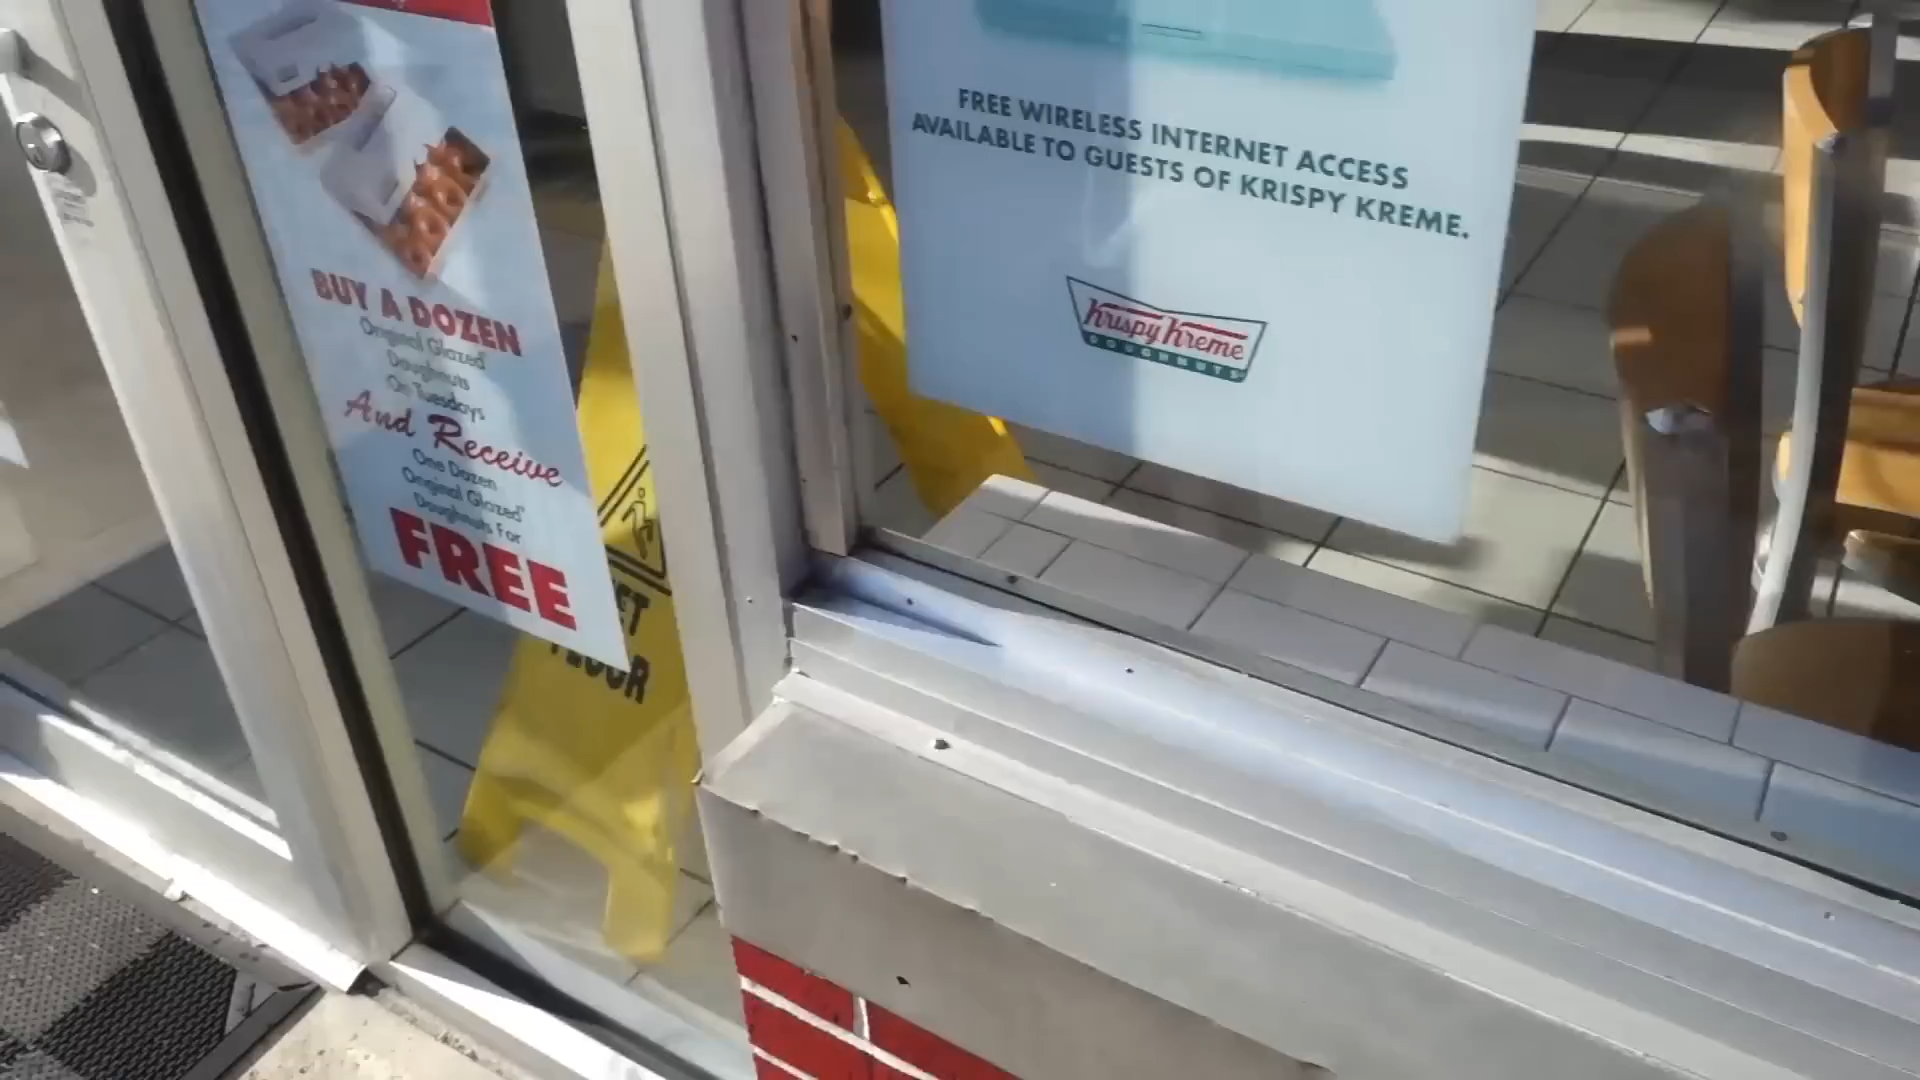 BUY A DOZEN
Original Glazed®
Doughnuts
On Tuesdays
And Receive
One Dozen
Original Glazed®
Doughnuts For
FREE
FLOOR
FREE WIRELESS INTERNET ACCESS
AVAILABLE TO GUESTS OF KRISPY KREME.
Krispy Kreme
DOUGHNUTS